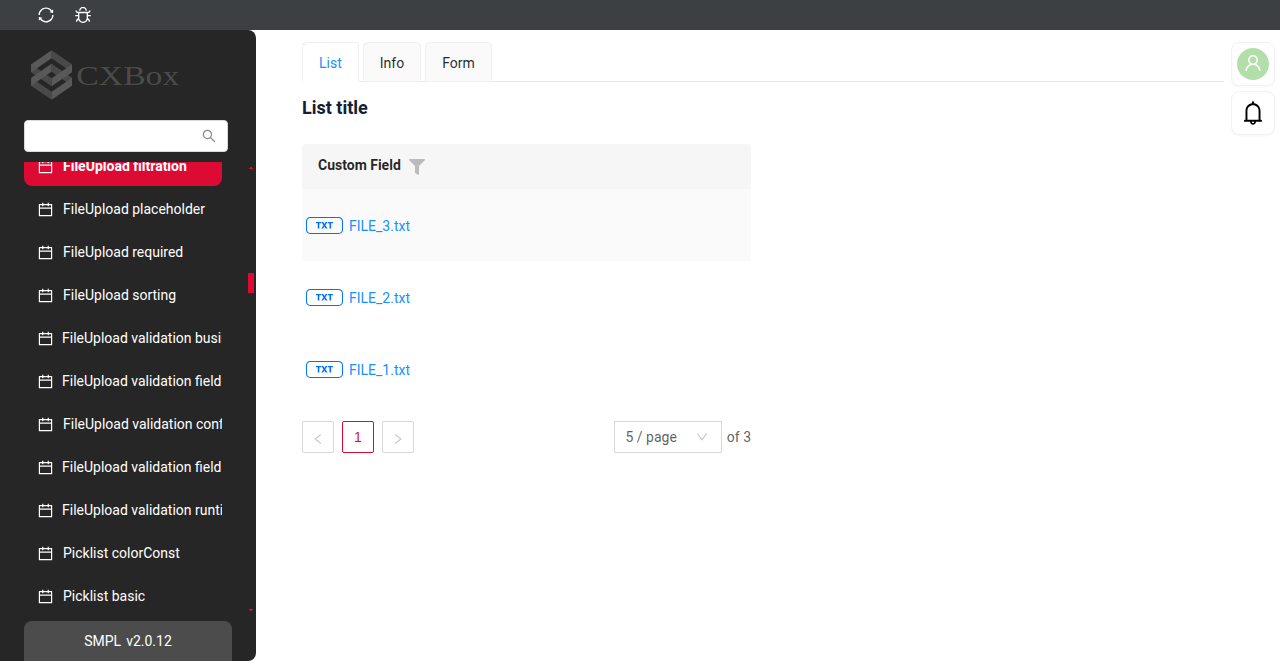 CXBox
FileUpload filtration
FileUpload placeholder
FileUpload required
FileUpload sorting
FileUpload validation busi
FileUpload validation field
FileUpload validation conf
FileUpload validation field
FileUpload validation runti
Picklist colorConst
Picklist basic
SMPL v2.0.12
List Info Form
List title
Custom Field
TXT FILE_3.txt
TXT FILE_2.txt
TXT FILE_1.txt
< 1 > 5 / page of 3